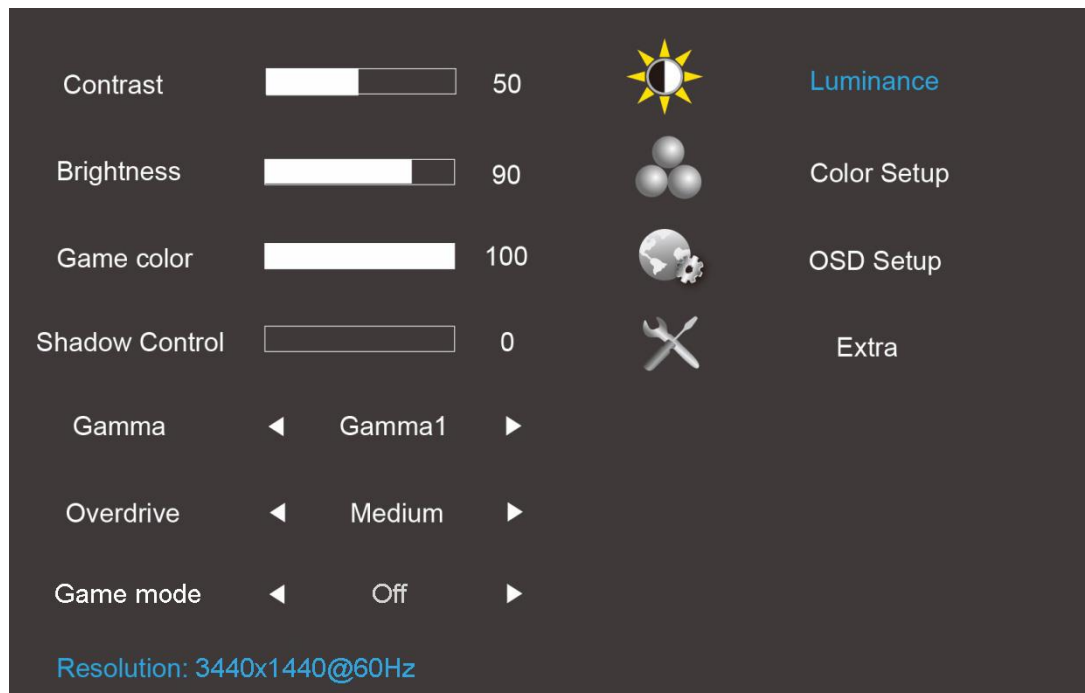 Contrast 50 Luminance
Brightness 90 Color Setup
Game color 100 OSD Setup
Shadow Control 0 Extra
Gamma Gamma1
Overdrive Medium
Game mode Off
Resolution: 3440x1440@60Hz